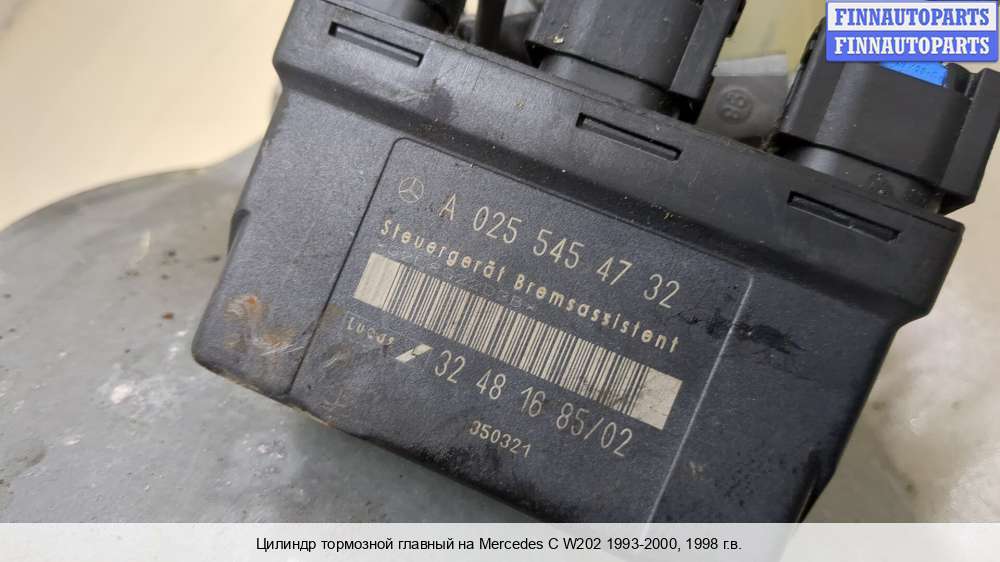 FINNAUTOPARTS
FINNAUTOPARTS
A 025 545 47 32
Steuergerät Bremsassistent
Lucas 32 48 16 85/02
350321
Цилиндр тормозной главный на Mercedes C W202 1993-2000, 1998 г.в.